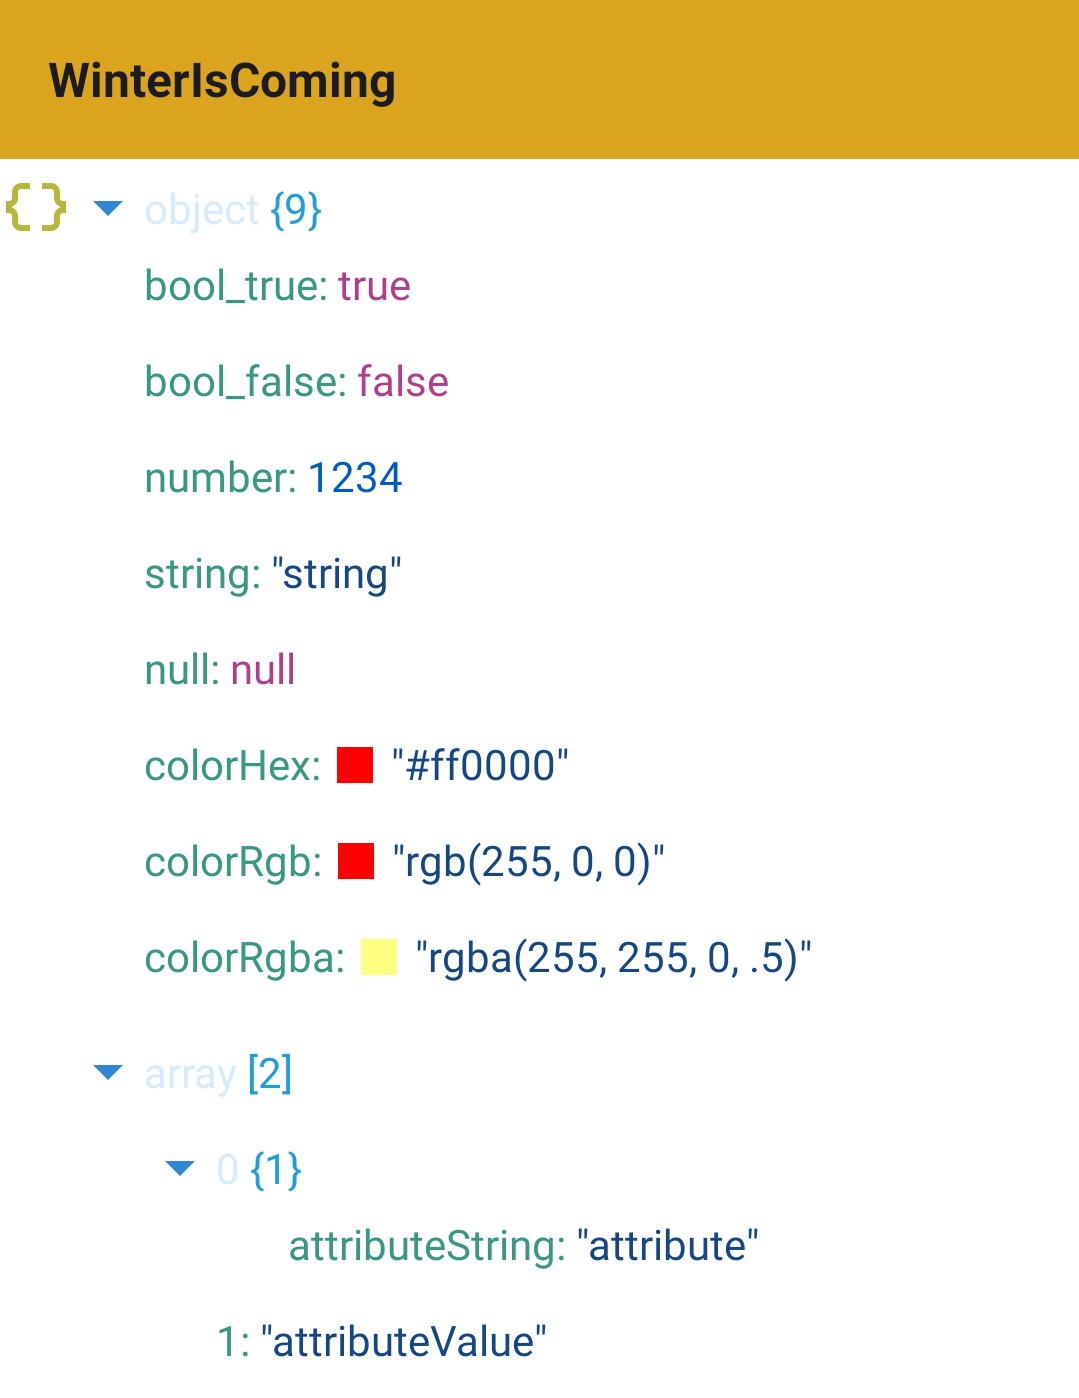 WinterIsComing
{} object {9}
bool_true: true
bool_false: false
number: 1234
string: "string"
null: null
colorHex: "#ff0000"
colorRgb: "rgb(255, 0, 0)"
colorRgba: "rgba(255, 255, 0, .5)"
array [2]
0 {1}
attributeString: "attribute"
1: "attributeValue"